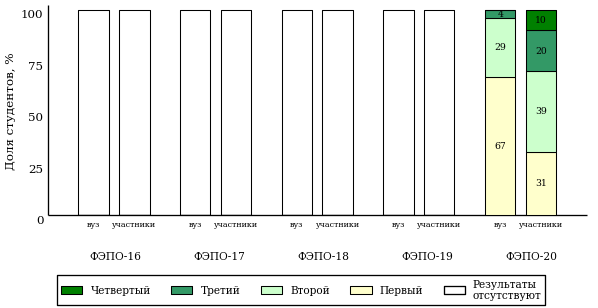 Доля студентов, %
100
75
50
25
0
4
29
67
10
20
39
31
вуз участники вуз участники вуз участники вуз участники вуз участники
ФЭПО-16 ФЭПО-17 ФЭПО-18 ФЭПО-19 ФЭПО-20
Четвертый Третий Второй Первый Результаты
отсутствуют